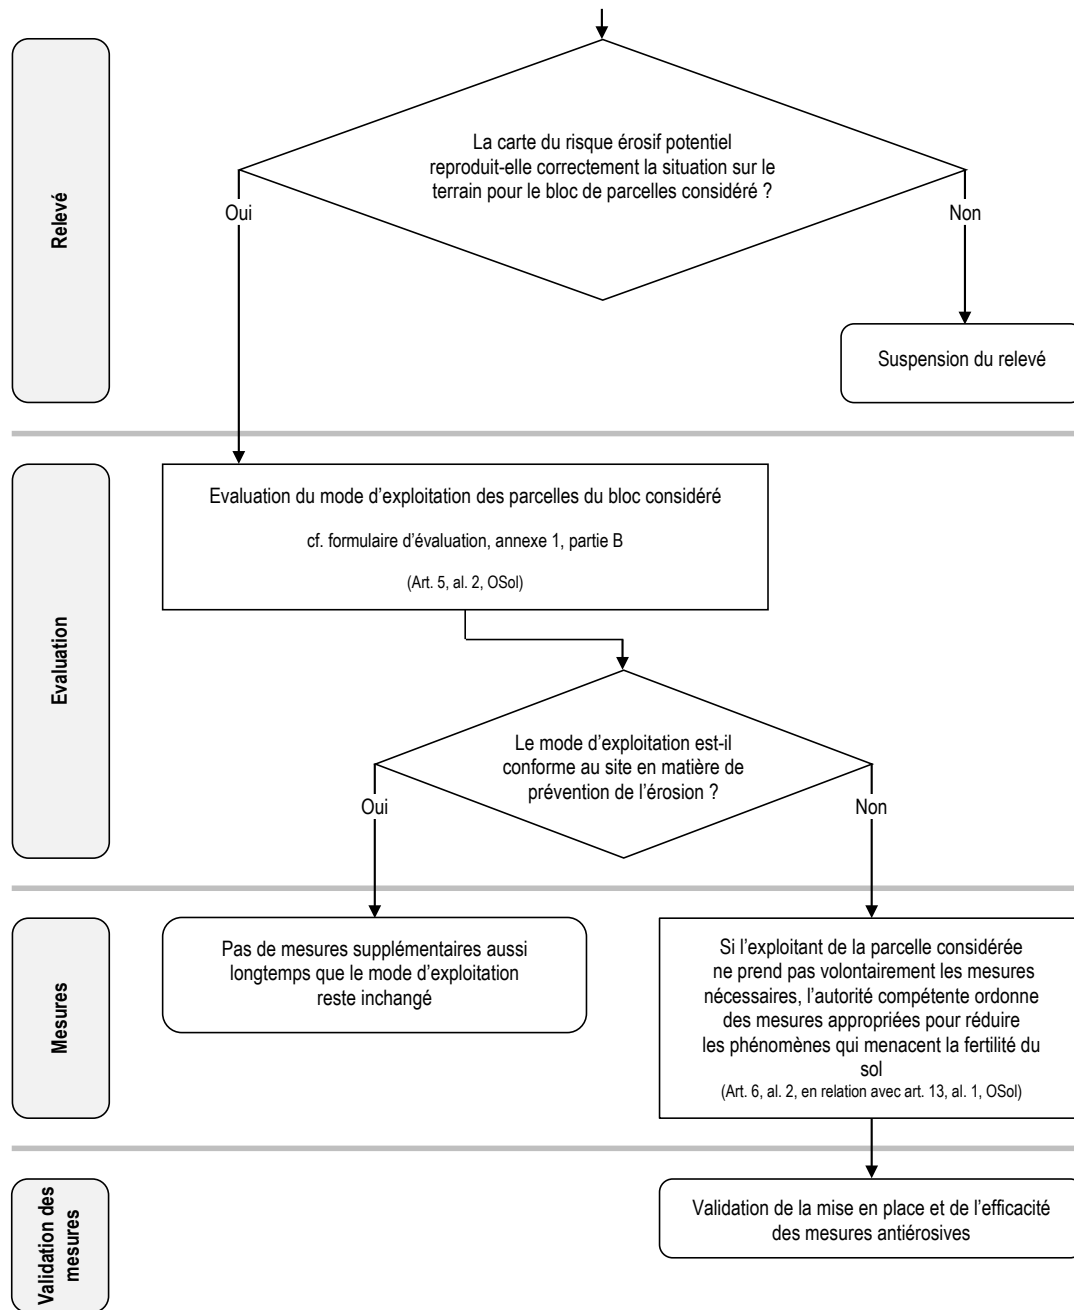 Relevé
La carte du risque érosif potentiel
reproduit-elle correctement la situation sur le
terrain pour le bloc de parcelles considéré ?
Oui
Non
Suspension du relevé
Evaluation
Evaluation du mode d’exploitation des parcelles du bloc considéré
cf. formulaire d’évaluation, annexe 1, partie B
(Art. 5, al. 2, OSol)
Le mode d’exploitation est-il
conforme au site en matière de
prévention de l’érosion ?
Oui
Non
Mesures
Pas de mesures supplémentaires aussi
longtemps que le mode d’exploitation
reste inchangé
Si l’exploitant de la parcelle considérée
ne prend pas volontairement les mesures
nécessaires, l’autorité compétente ordonne
des mesures appropriées pour réduire
les phénomènes qui menacent la fertilité du
sol
(Art. 6, al. 2, en relation avec art. 13, al. 1, OSol)
Validation des
mesures
Validation de la mise en place et de l’efficacité
des mesures antiérosives